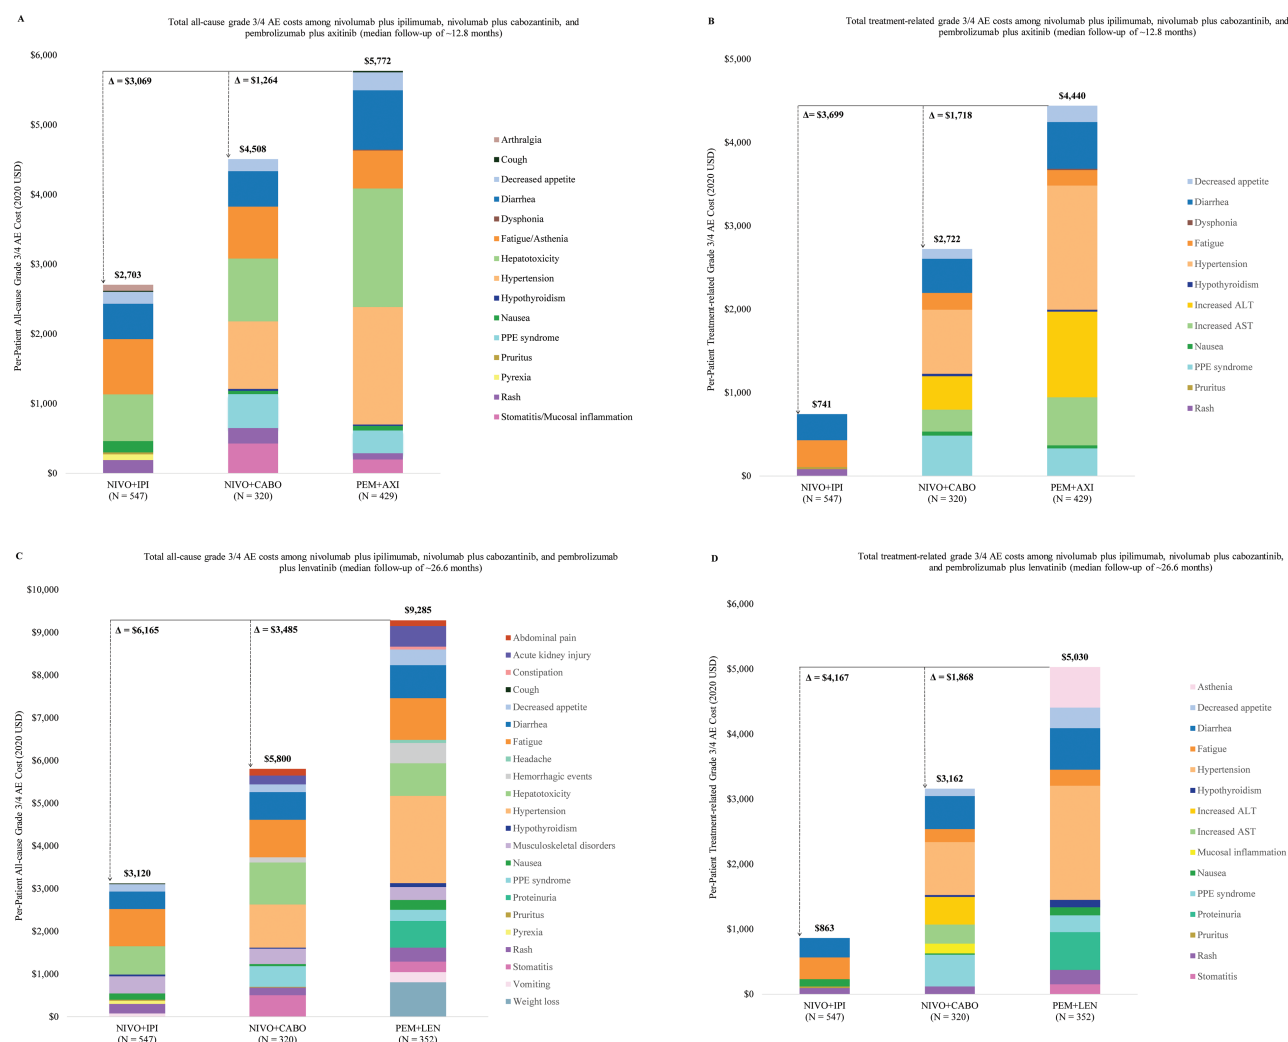 A
Total all-cause grade 3/4 AE costs among nivolumab plus ipilimumab, nivolumab plus cabozantinib, and
pembrolizumab plus axitinib (median follow-up of ~12.8 months)
Per-Patient All-cause Grade 3/4 AE Cost (2020 USD)
$6,000
$5,000
$4,000
$3,000
$2,000
$1,000
$0
Δ = $3,069
Δ = $1,264
$5,772
$4,508
$2,703
NIVO+IPI
(N = 547)
NIVO+CABO
(N = 320)
PEM+AXI
(N = 429)
Arthralgia
Cough
Decreased appetite
Diarrhea
Dysphonia
Fatigue/Asthenia
Hepatotoxicity
Hypertension
Hypothyroidism
Nausea
PPE syndrome
Pruritus
Pyrexia
Rash
Stomatitis/Mucosal inflammation
B
Total treatment-related grade 3/4 AE costs among nivolumab plus ipilimumab, nivolumab plus cabozantinib, and
pembrolizumab plus axitinib (median follow-up of ~12.8 months)
Per-Patient Treatment-related Grade 3/4 AE Cost (2020 USD)
$5,000
$4,000
$3,000
$2,000
$1,000
$0
Δ= $3,699
Δ = $1,718
$4,440
$2,722
$741
NIVO+IPI
(N = 547)
NIVO+CABO
(N = 320)
PEM+AXI
(N = 429)
Decreased appetite
Diarrhea
Dysphonia
Fatigue
Hypertension
Hypothyroidism
Increased ALT
Increased AST
Nausea
PPE syndrome
Pruritus
Rash
C
Total all-cause grade 3/4 AE costs among nivolumab plus ipilimumab, nivolumab plus cabozantinib, and pembrolizumab
plus lenvatinib (median follow-up of ~26.6 months)
Per-Patient All-cause Grade 3/4 AE Cost (2020 USD)
$10,000
$9,000
$8,000
$7,000
$6,000
$5,000
$4,000
$3,000
$2,000
$1,000
$0
Δ = $6,165
Δ = $3,485
$9,285
$5,800
$3,120
NIVO+IPI
(N = 547)
NIVO+CABO
(N = 320)
PEM+LEN
(N = 352)
Abdominal pain
Acute kidney injury
Constipation
Cough
Decreased appetite
Diarrhea
Fatigue
Headache
Hemorrhagic events
Hepatotoxicity
Hypertension
Hypothyroidism
Musculoskeletal disorders
Nausea
PPE syndrome
Proteinuria
Pruritus
Pyrexia
Rash
Stomatitis
Vomiting
Weight loss
D
Total treatment-related grade 3/4 AE costs among nivolumab plus ipilimumab, nivolumab plus cabozantinib,
and pembrolizumab plus lenvatinib (median follow-up of ~26.6 months)
Per-Patient Treatment-related Grade 3/4 AE Cost (2020 USD)
$6,000
$5,000
$4,000
$3,000
$2,000
$1,000
$0
Δ = $4,167
Δ = $1,868
$5,030
$3,162
$863
NIVO+IPI
(N = 547)
NIVO+CABO
(N = 320)
PEM+LEN
(N = 352)
Asthenia
Decreased appetite
Diarrhea
Fatigue
Hypertension
Hypothyroidism
Increased ALT
Increased AST
Mucosal inflammation
Nausea
PPE syndrome
Proteinuria
Pruritus
Rash
Stomatitis